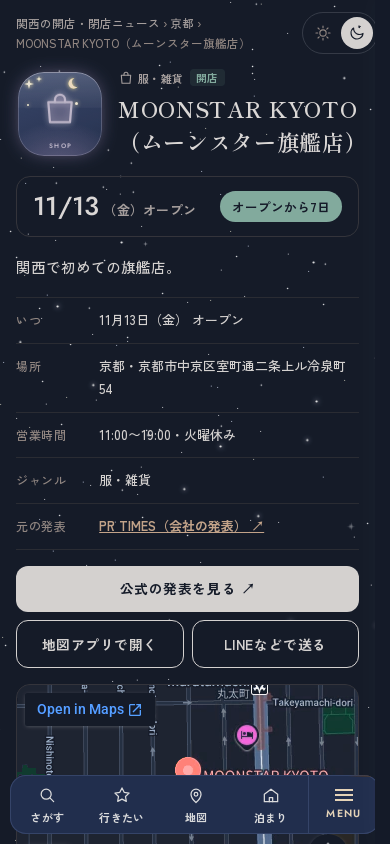 関西の開店・閉店ニュース › 京都 ›
MOONSTAR KYOTO（ムーンスター旗艦店）
服・雑貨 開店
SHOP
MOONSTAR KYOTO
（ムーンスター旗艦店）
11/13 （金）オープン オープンから7日
関西で初めての旗艦店。
いつ 11月13日（金） オープン
場所 京都・京都市中京区室町通二条上ル冷泉町
54
営業時間 11:00〜19:00・火曜休み
ジャンル 服・雑貨
元の発表 PR TIMES（会社の発表） ↗
公式の発表を見る ↗
地図アプリで開く LINEなどで送る
丸太町
Takeyamachi-dori
Open in Maps
MOONSTAR KYOTO
さがす 行きたい 地図 泊まり MENU